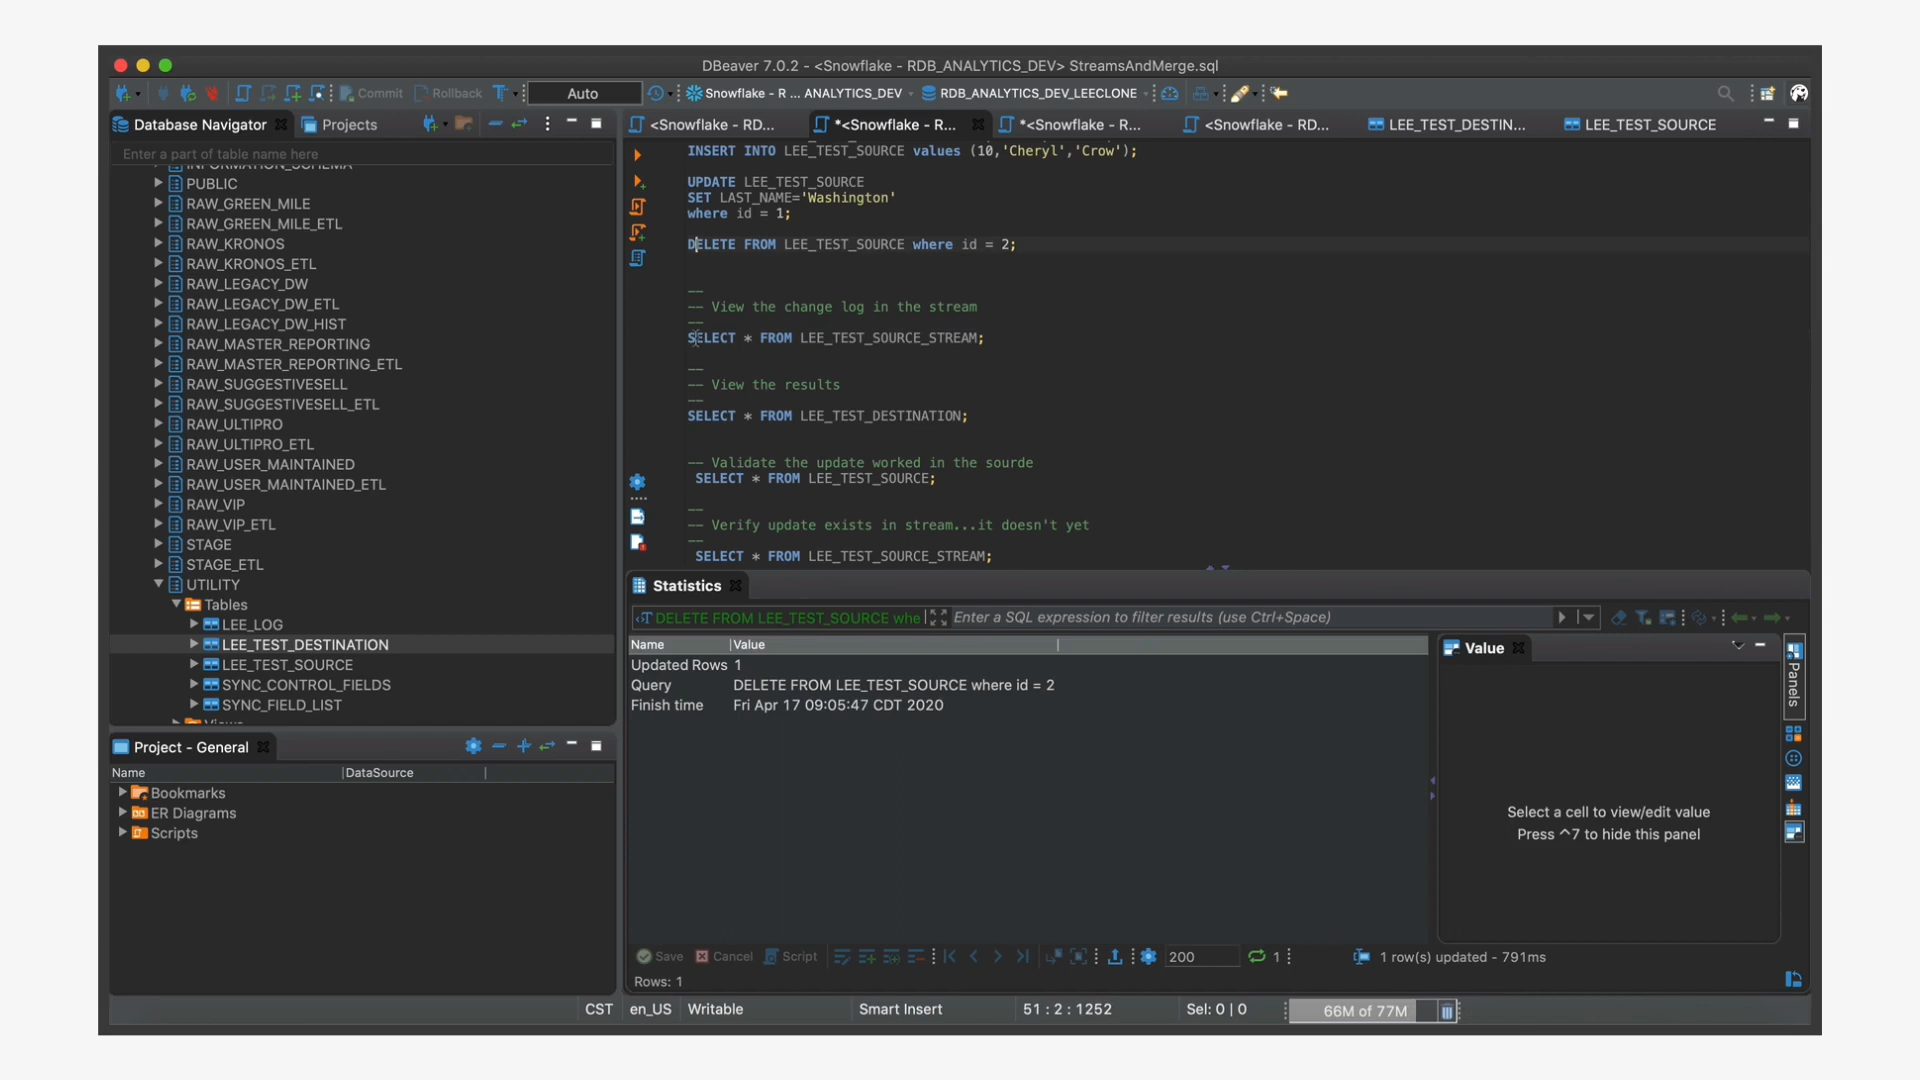 DBeaver 7.0.2 - <Snowflake - RDB_ANALYTICS_DEV> StreamsAndMerge.sql
Commit Rollback Auto Snowflake - R ... ANALYTICS_DEV RDB_ANALYTICS_DEV_LEECLONE
Database Navigator Projects
Enter a part of table name here
INFORMATION_SCHEMA
PUBLIC
RAW_GREEN_MILE
RAW_GREEN_MILE_ETL
RAW_KRONOS
RAW_KRONOS_ETL
RAW_LEGACY_DW
RAW_LEGACY_DW_ETL
RAW_LEGACY_DW_HIST
RAW_MASTER_REPORTING
RAW_MASTER_REPORTING_ETL
RAW_SUGGESTIVESELL
RAW_SUGGESTIVESELL_ETL
RAW_ULTIPRO
RAW_ULTIPRO_ETL
RAW_USER_MAINTAINED
RAW_USER_MAINTAINED_ETL
RAW_VIP
RAW_VIP_ETL
STAGE
STAGE_ETL
UTILITY
Tables
LEE_LOG
LEE_TEST_DESTINATION
LEE_TEST_SOURCE
SYNC_CONTROL_FIELDS
SYNC_FIELD_LIST
Views
Project - General
Name DataSource
Bookmarks
ER Diagrams
Scripts
<Snowflake - RD... *<Snowflake - R... *<Snowflake - R... <Snowflake - RD... LEE_TEST_DESTIN... LEE_TEST_SOURCE
INSERT INTO LEE_TEST_SOURCE values (10,'Cheryl','Crow');
UPDATE LEE_TEST_SOURCE
SET LAST_NAME='Washington'
where id = 1;
DELETE FROM LEE_TEST_SOURCE where id = 2;
--
-- View the change log in the stream
--
SELECT * FROM LEE_TEST_SOURCE_STREAM;
--
-- View the results
--
SELECT * FROM LEE_TEST_DESTINATION;
-- Validate the update worked in the sourde
SELECT * FROM LEE_TEST_SOURCE;
--
-- Verify update exists in stream...it doesn't yet
--
SELECT * FROM LEE_TEST_SOURCE_STREAM;
Statistics
DELETE FROM LEE_TEST_SOURCE whe Enter a SQL expression to filter results (use Ctrl+Space)
Name Value
Updated Rows 1
Query DELETE FROM LEE_TEST_SOURCE where id = 2
Finish time Fri Apr 17 09:05:47 CDT 2020
Value
Panels
Select a cell to view/edit value
Press ^7 to hide this panel
Save Cancel Script 200 1 1 row(s) updated - 791ms
Rows: 1
CST en_US Writable Smart Insert 51 : 2 : 1252 Sel: 0 | 0 66M of 77M